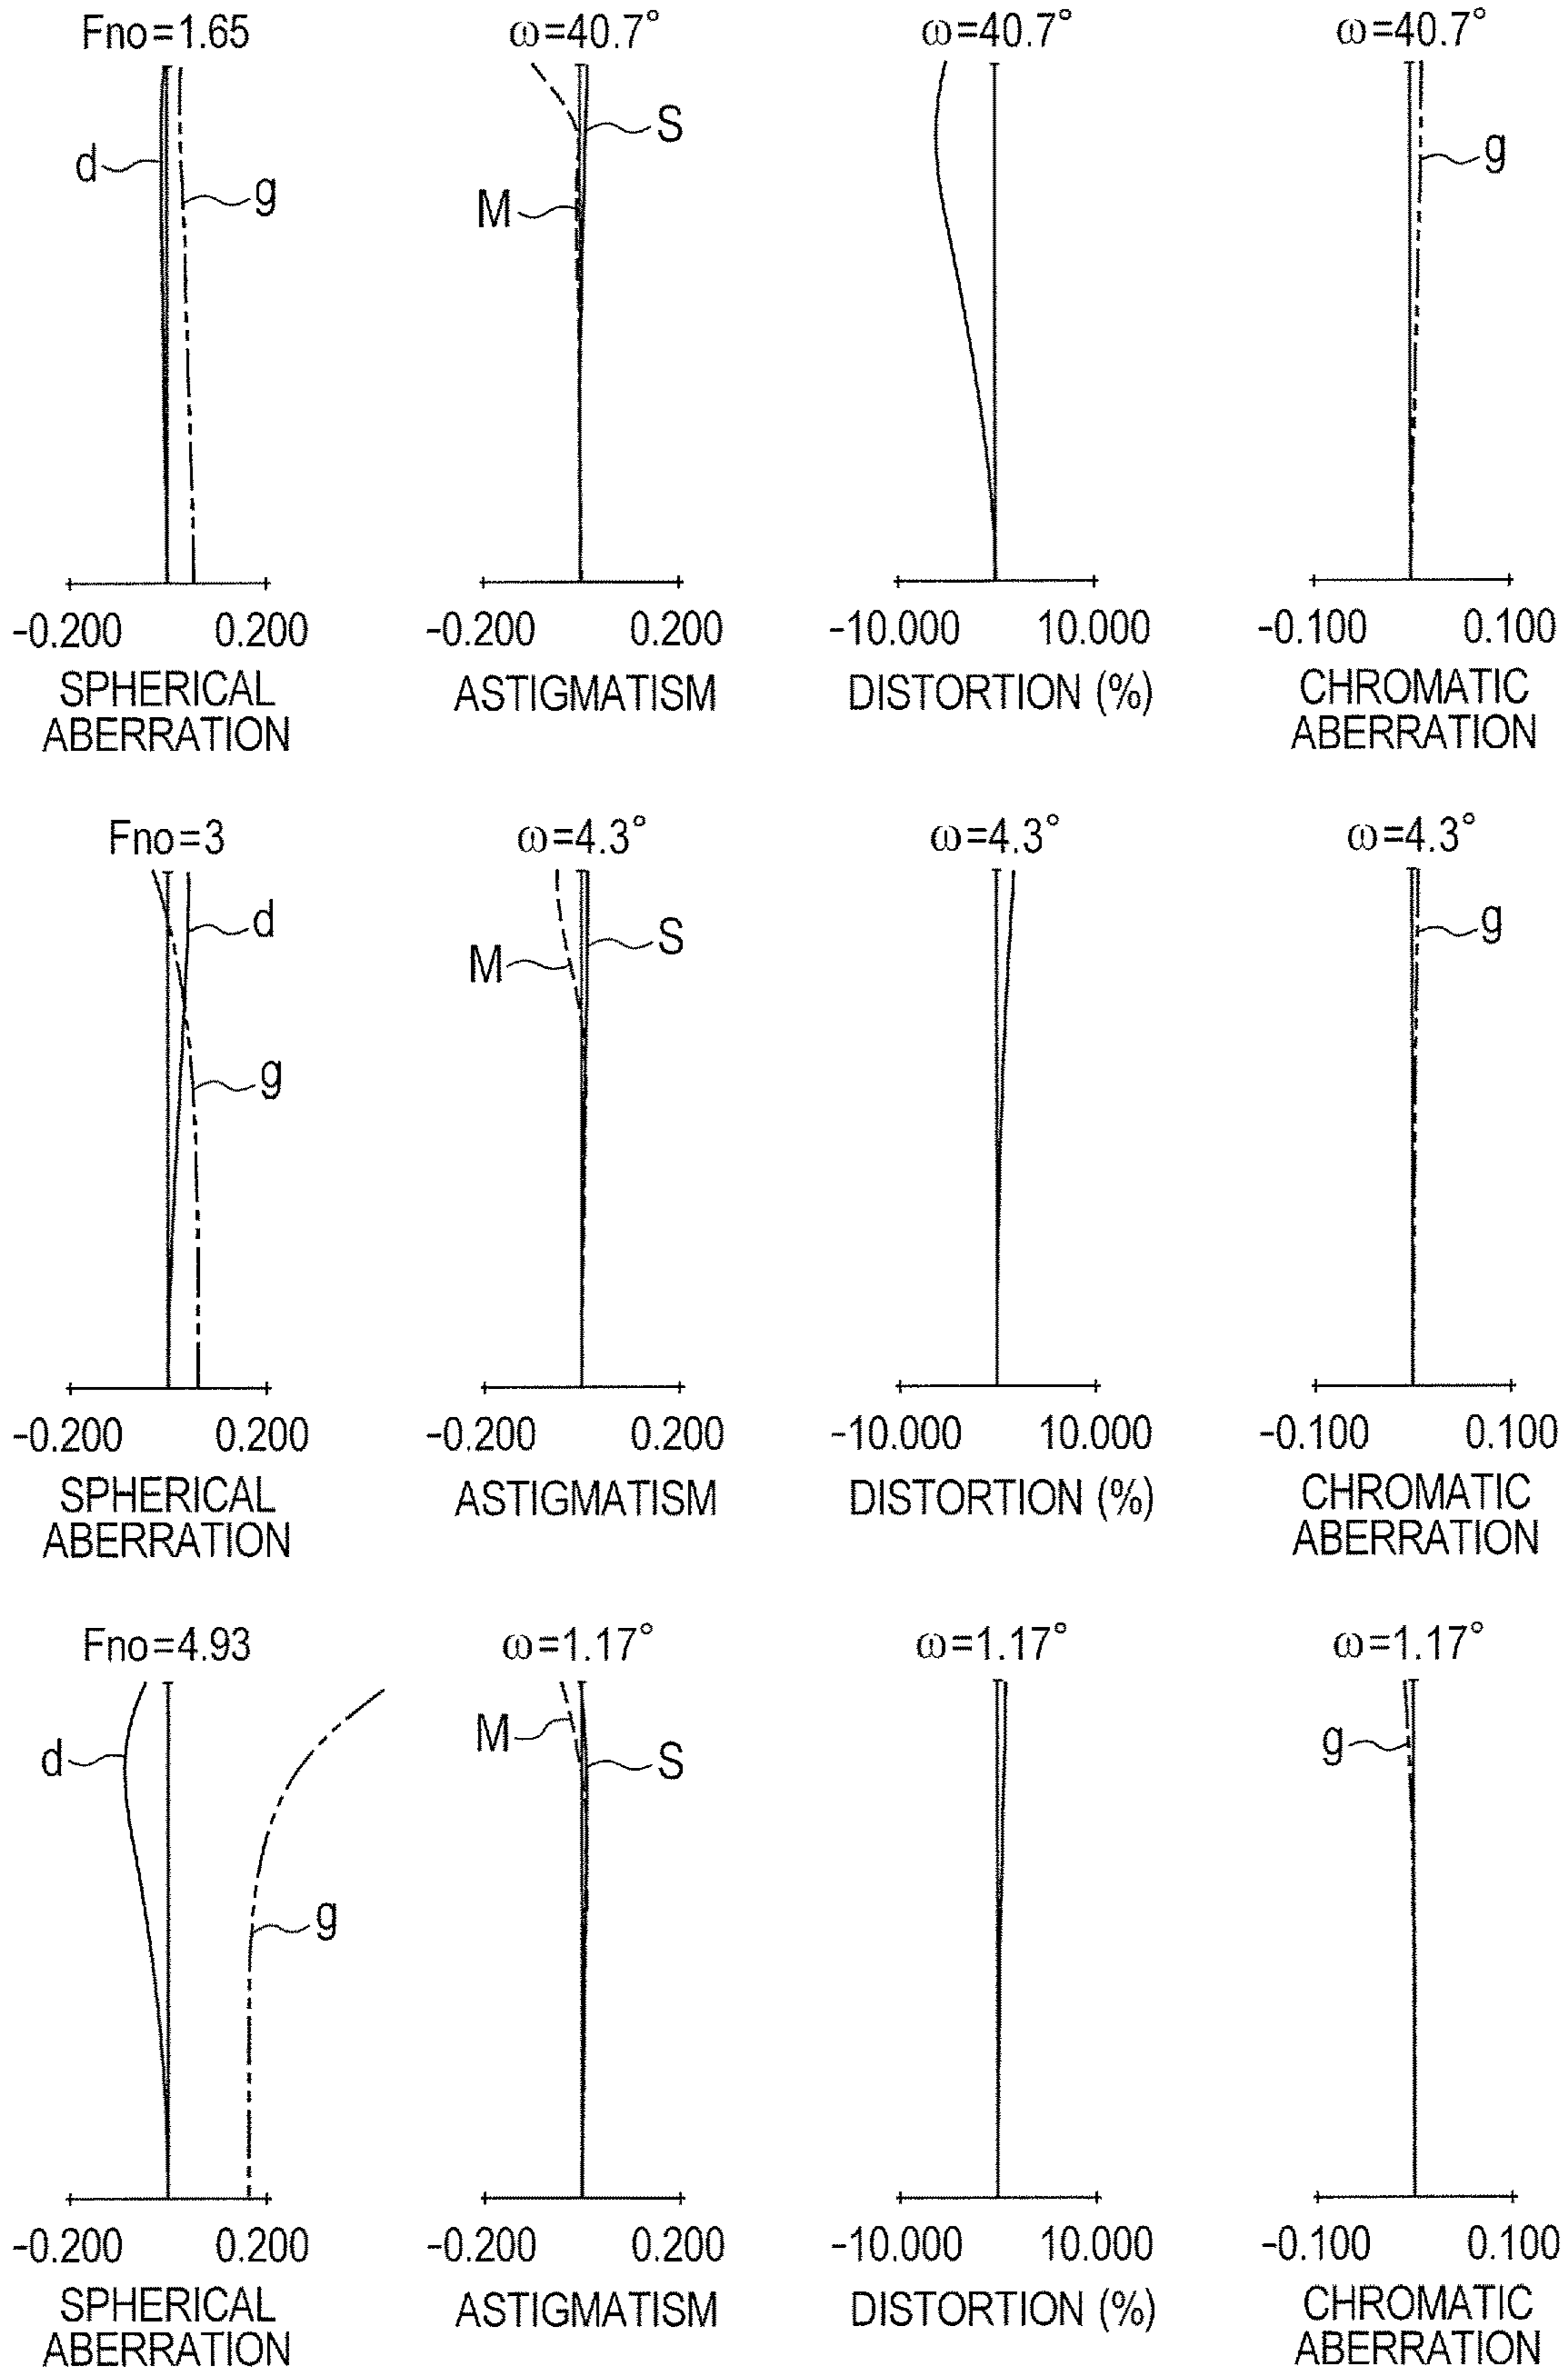 Fno=1.65
ω=40.7°
ω=40.7°
ω=40.7°
d
g
S
M
g
-0.200 0.200
-0.200 0.200
-10.000 10.000
-0.100 0.100
SPHERICAL
ABERRATION
ASTIGMATISM
DISTORTION (%)
CHROMATIC
ABERRATION
Fno=3
ω=4.3°
ω=4.3°
ω=4.3°
d
g
S
M
g
-0.200 0.200
-0.200 0.200
-10.000 10.000
-0.100 0.100
SPHERICAL
ABERRATION
ASTIGMATISM
DISTORTION (%)
CHROMATIC
ABERRATION
Fno=4.93
ω=1.17°
ω=1.17°
ω=1.17°
d
g
M
S
g
-0.200 0.200
-0.200 0.200
-10.000 10.000
-0.100 0.100
SPHERICAL
ABERRATION
ASTIGMATISM
DISTORTION (%)
CHROMATIC
ABERRATION